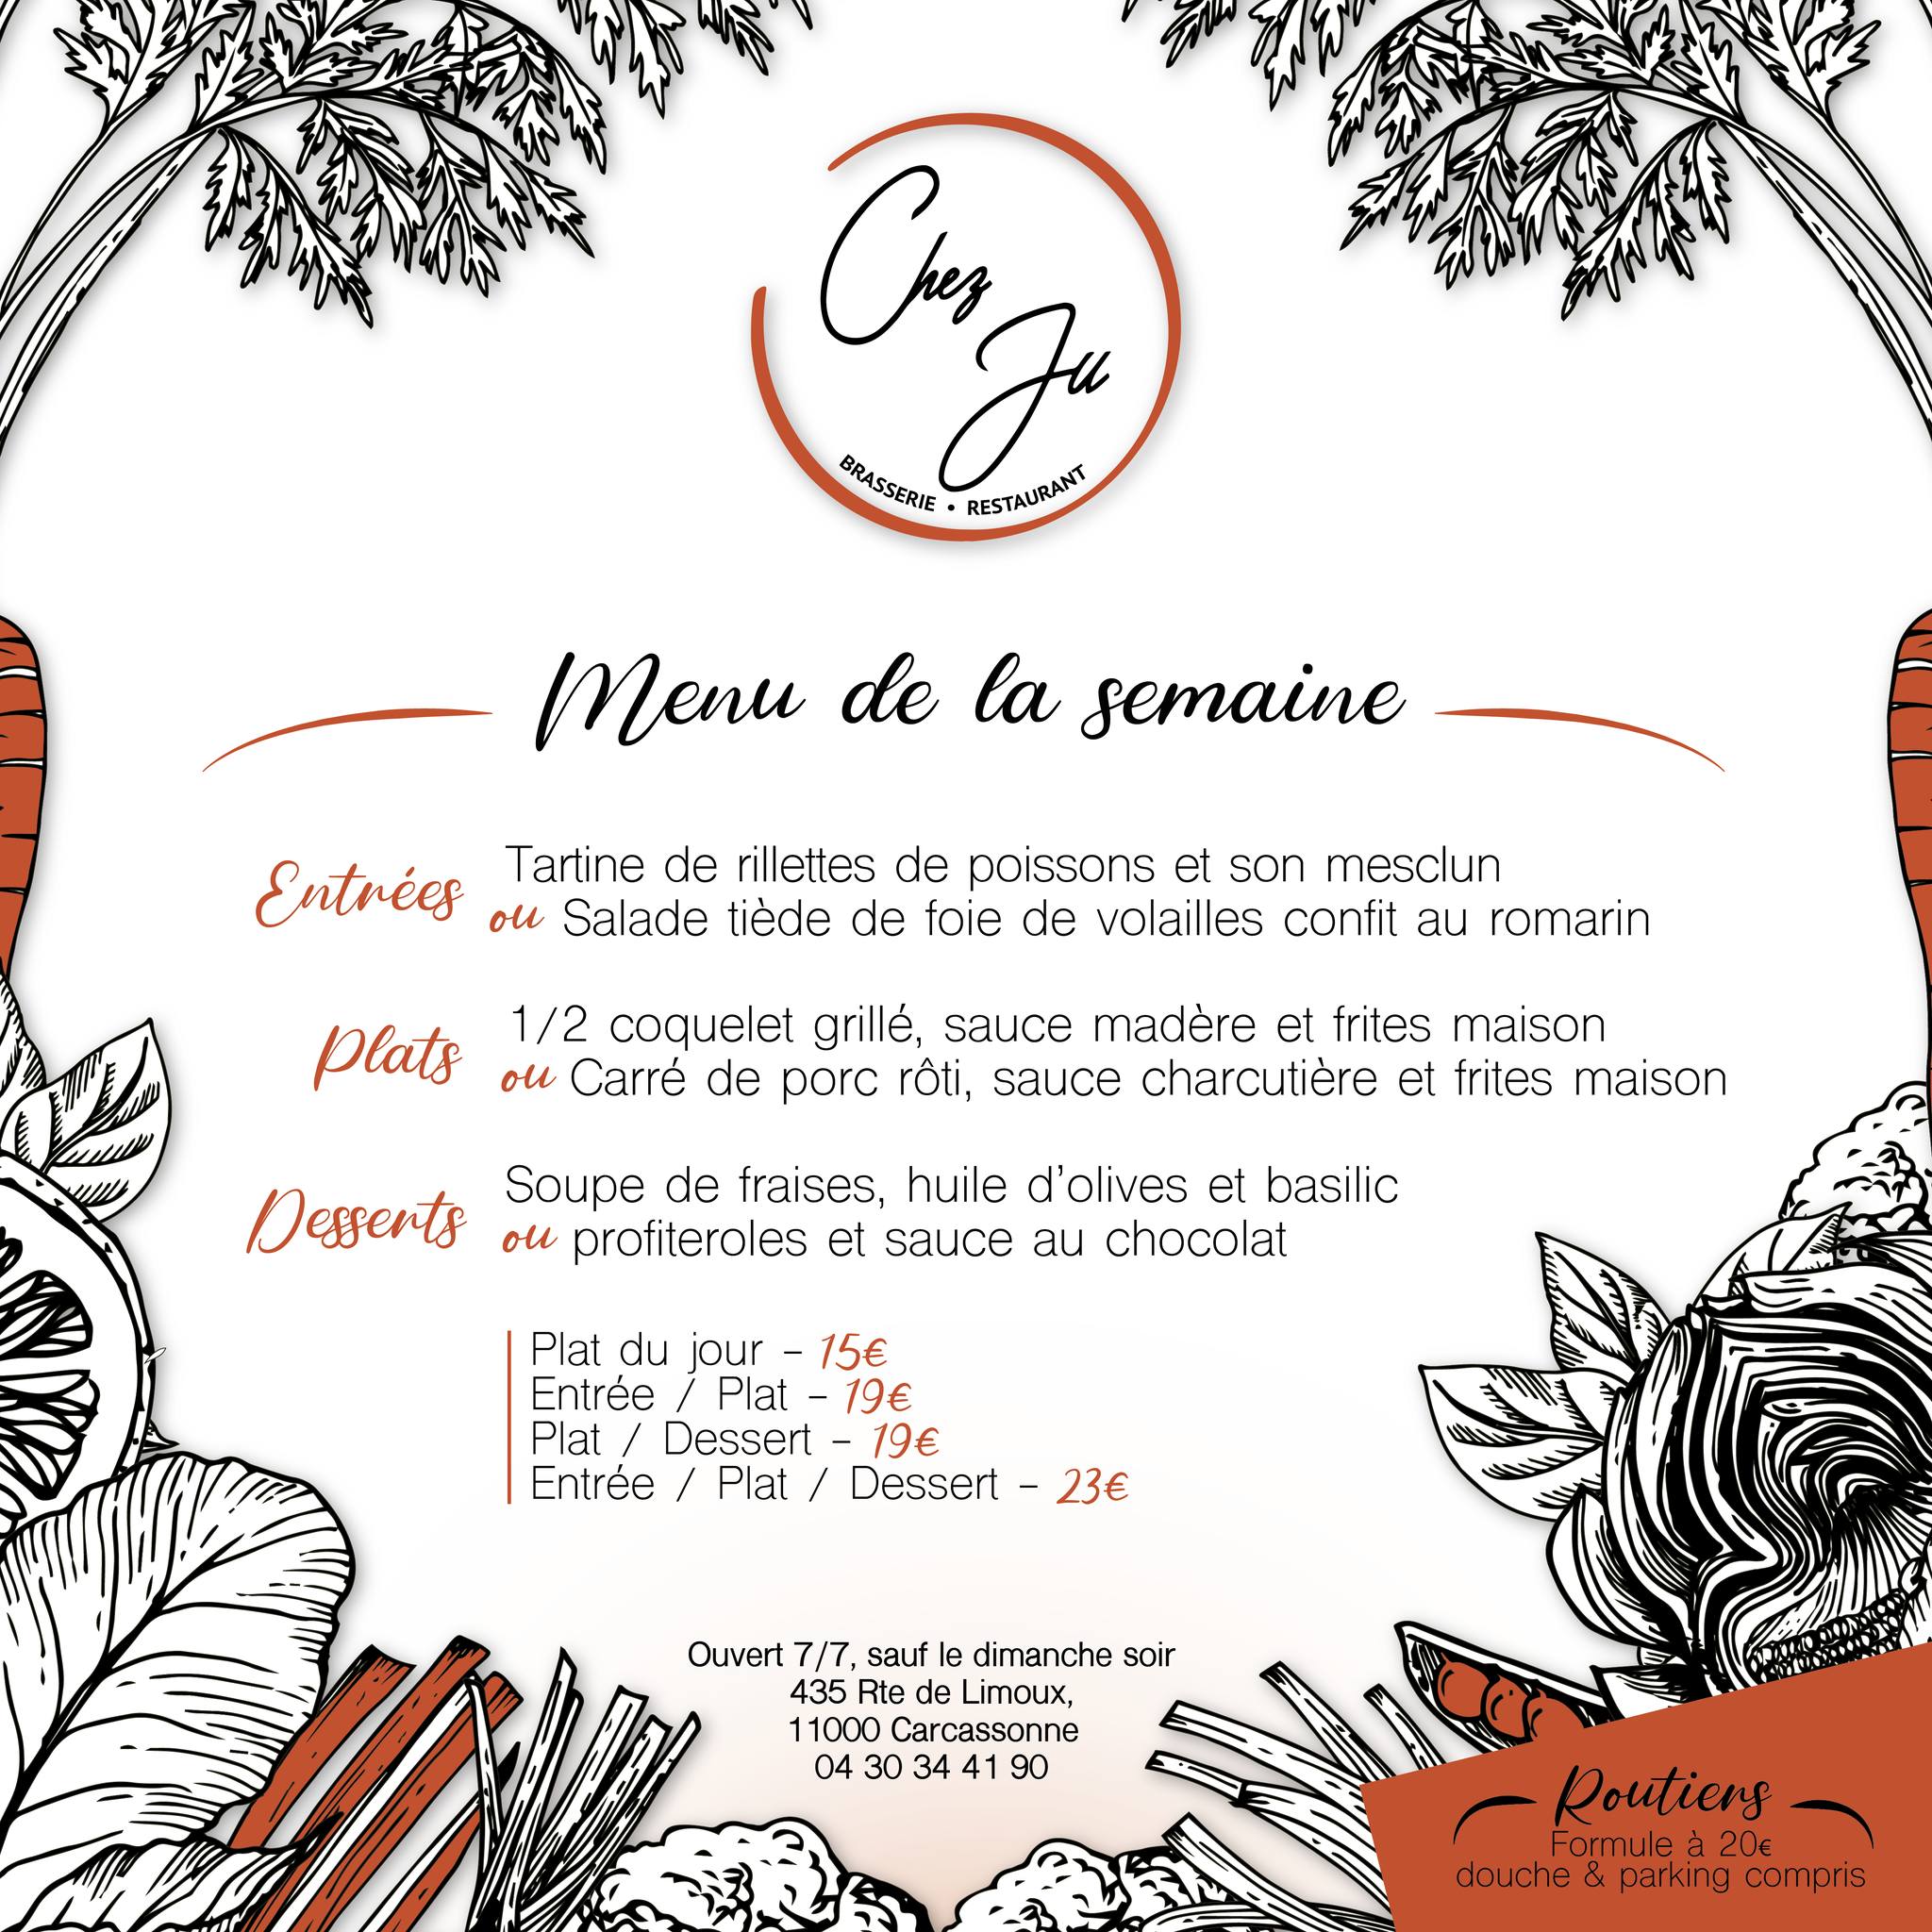 Chez
Ju
BRASSERIE • RESTAURANT
Menu de la semaine
Entrées
Tartine de rillettes de poissons et son mesclun
ou Salade tiède de foie de volailles confit au romarin
Plats
1/2 coquelet grillé, sauce madère et frites maison
ou Carré de porc rôti, sauce charcutière et frites maison
Desserts
Soupe de fraises, huile d'olives et basilic
ou profiteroles et sauce au chocolat
Plat du jour – 15€
Entrée / Plat – 19€
Plat / Dessert – 19€
Entrée / Plat / Dessert – 23€
Ouvert 7/7, sauf le dimanche soir
435 Rte de Limoux,
11000 Carcassonne
04 30 34 41 90
Routiers
Formule à 20€
douche & parking compris